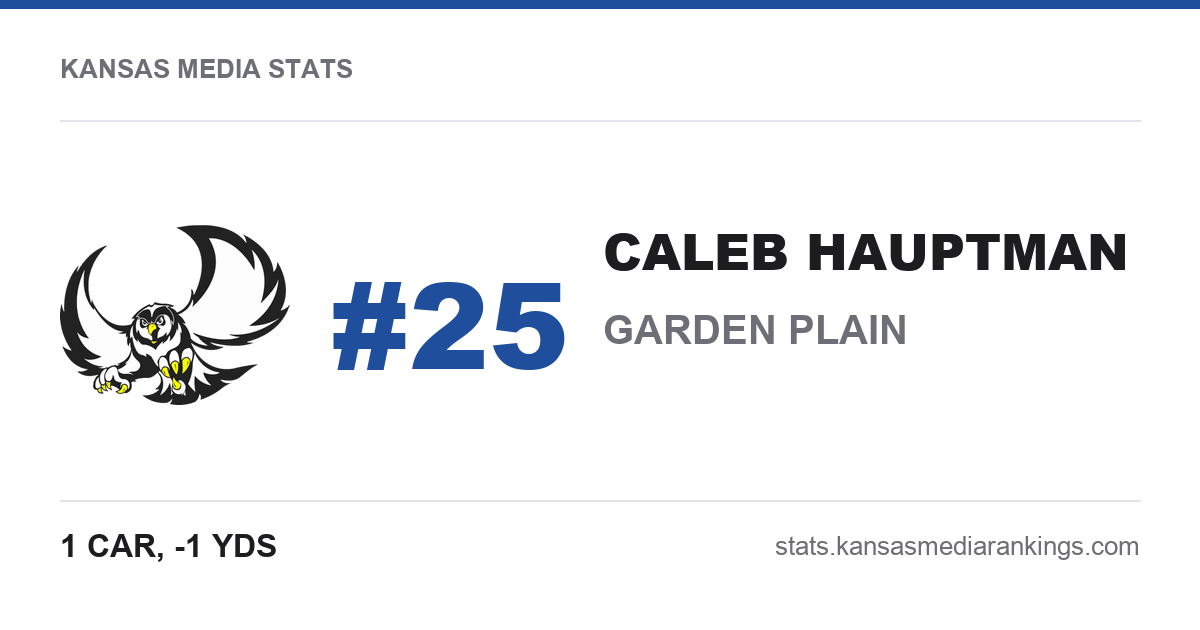 KANSAS MEDIA STATS
#25
CALEB HAUPTMAN
GARDEN PLAIN
1 CAR, -1 YDS
stats.kansasmediarankings.com